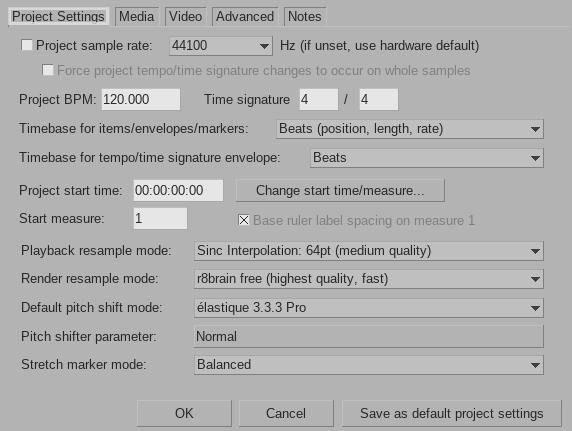 Project Settings Media Video Advanced Notes
Project sample rate: 44100 Hz (if unset, use hardware default)
Force project tempo/time signature changes to occur on whole samples
Project BPM: 120.000 Time signature 4 / 4
Timebase for items/envelopes/markers: Beats (position, length, rate)
Timebase for tempo/time signature envelope: Beats
Project start time: 00:00:00:00 Change start time/measure...
Start measure: 1 Base ruler label spacing on measure 1
Playback resample mode: Sinc Interpolation: 64pt (medium quality)
Render resample mode: r8brain free (highest quality, fast)
Default pitch shift mode: élastique 3.3.3 Pro
Pitch shifter parameter: Normal
Stretch marker mode: Balanced
OK Cancel Save as default project settings